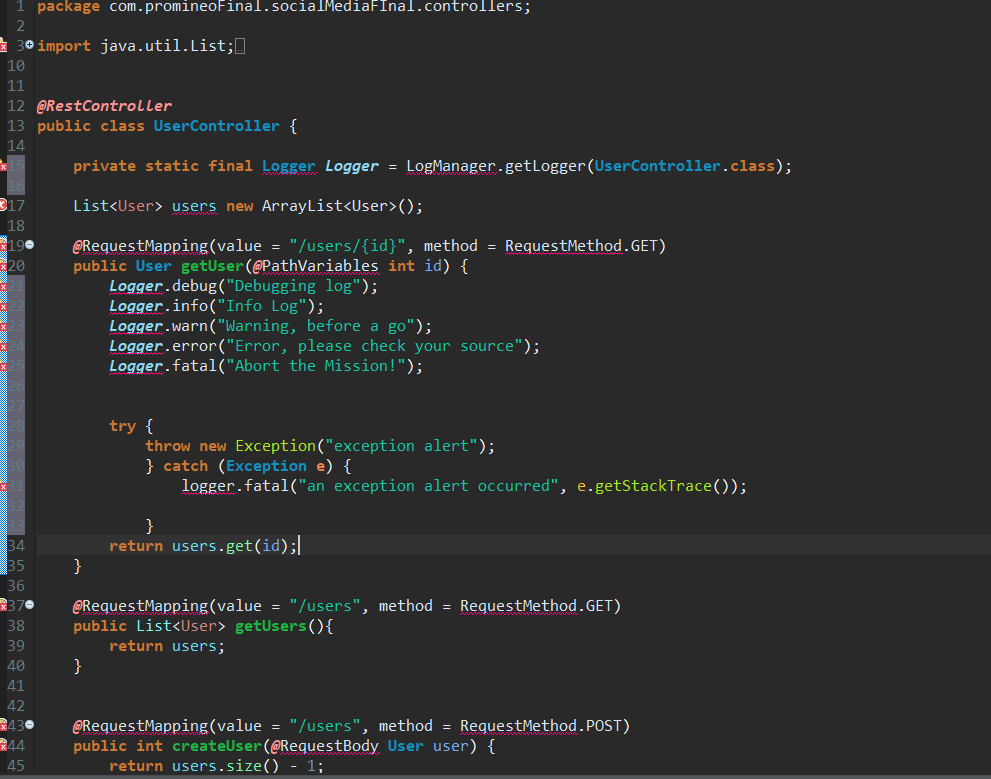 1 package com.promineoFinal.socialMediaFInal.controllers;
2
3 import java.util.List;
10
11
12 @RestController
13 public class UserController {
14
15 private static final Logger Logger = LogManager.getLogger(UserController.class);
16
17 List<User> users new ArrayList<User>();
18
19 @RequestMapping(value = "/users/{id}", method = RequestMethod.GET)
20 public User getUser(@PathVariables int id) {
21 Logger.debug("Debugging log");
22 Logger.info("Info Log");
23 Logger.warn("Warning, before a go");
24 Logger.error("Error, please check your source");
25 Logger.fatal("Abort the Mission!");
26
27
28 try {
29 throw new Exception("exception alert");
30 } catch (Exception e) {
31 logger.fatal("an exception alert occurred", e.getStackTrace());
32
33 }
34 return users.get(id);
35 }
36
37 @RequestMapping(value = "/users", method = RequestMethod.GET)
38 public List<User> getUsers(){
39 return users;
40 }
41
42
43 @RequestMapping(value = "/users", method = RequestMethod.POST)
44 public int createUser(@RequestBody User user) {
45 return users.size() - 1;